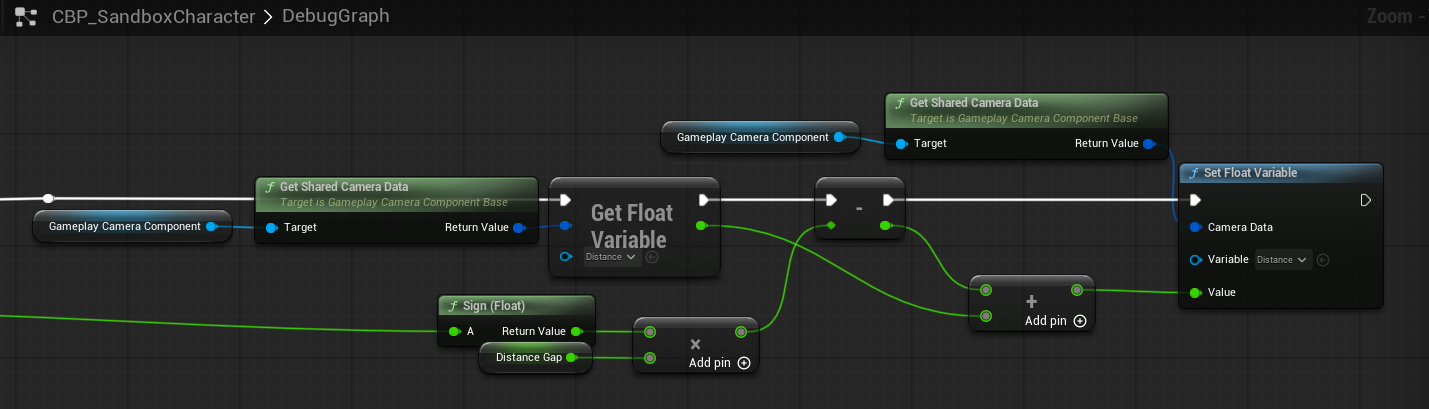 CBP_SandboxCharacter > DebugGraph
Zoom -
Get Shared Camera Data
Target is Gameplay Camera Component Base
Gameplay Camera Component
Target
Return Value
Get Shared Camera Data
Target is Gameplay Camera Component Base
Gameplay Camera Component
Target
Return Value
Get Float
Variable
Distance
-
Set Float Variable
Camera Data
Variable
Distance
Value
+
Add pin
Sign (Float)
A
Return Value
Distance Gap
×
Add pin